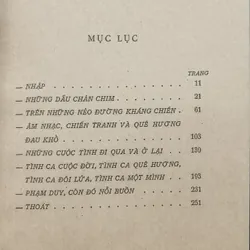 MỤC LỤC
TRANG
— NHẬP . . . . . . . . . . . 11
— NHỮNG DẤU CHÂN CHIM . . . . . . . 21
— TRÊN NHỮNG NẺO ĐƯỜNG KHÁNG CHIẾN . . 61
— ÂM NHẠC, CHIẾN TRANH VÀ QUÊ HƯƠNG
ĐAU KHỔ . . . . . . . . . . 103
— NHỮNG CUỘC TÌNH ĐI QUA VÀ Ở LẠI . . . 159
— TÌNH CA CUỘC ĐỜI, TÌNH CA QUÊ HƯƠNG,
TÌNH CA ĐÔI LỨA, TÌNH CA MỘT MÌNH . . . 193
— PHẠM DUY, CÒN ĐÓ NỖI BUỒN . . . . . 231
— THOÁT . . . . . . . . . . . 251